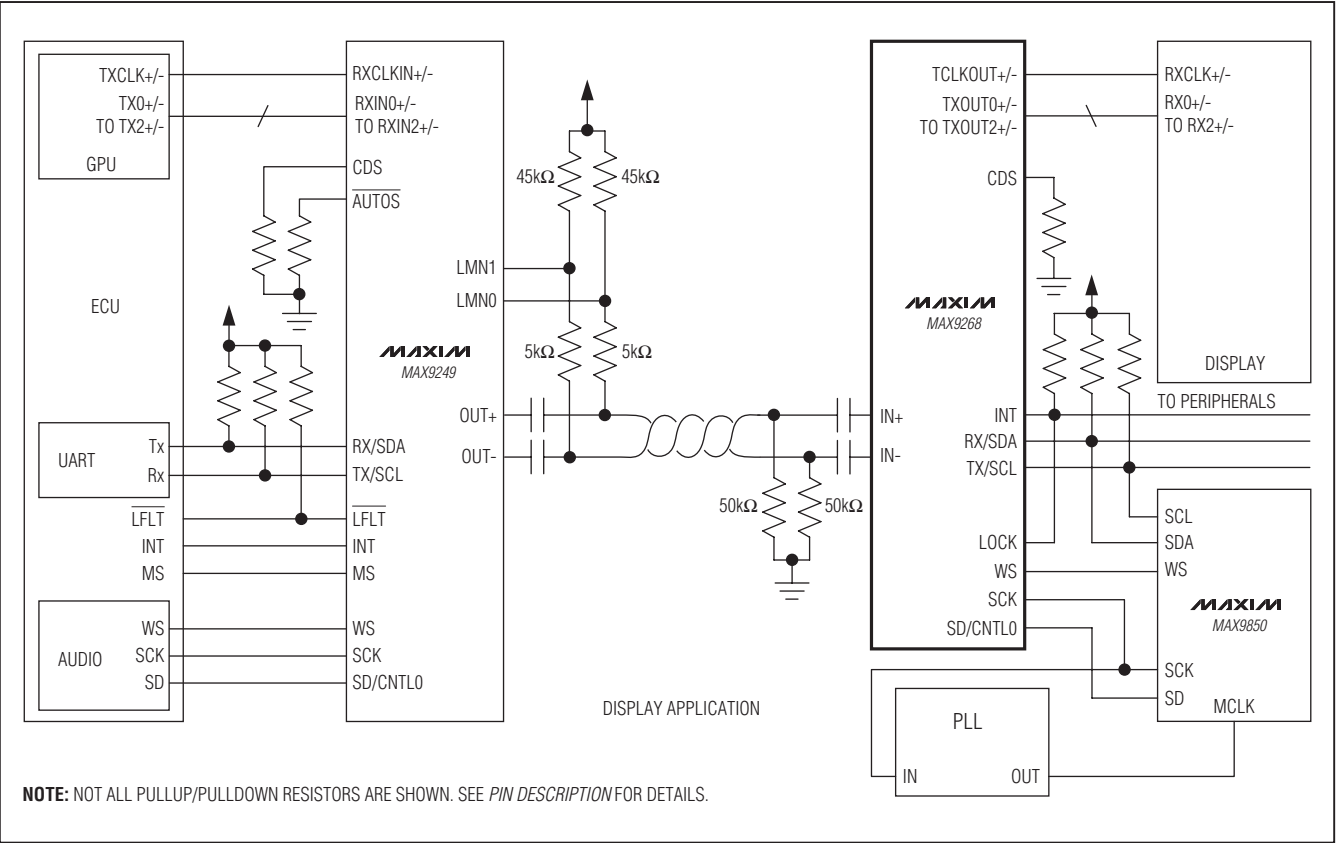 TXCLK+/-
TX0+/-
TO TX2+/-
GPU
ECU
UART
Tx
Rx
LFLT
INT
MS
AUDIO
WS
SCK
SD
RXCLKIN+/-
RXIN0+/-
TO RXIN2+/-
CDS
AUTOS
LMN1
LMN0
MAXIM
MAX9249
OUT+
OUT-
RX/SDA
TX/SCL
LFLT
INT
MS
WS
SCK
SD/CNTL0
45kΩ
45kΩ
5kΩ
5kΩ
50kΩ
50kΩ
TCLKOUT+/-
TXOUT0+/-
TO TXOUT2+/-
CDS
MAXIM
MAX9268
IN+
IN-
INT
RX/SDA
TX/SCL
LOCK
WS
SCK
SD/CNTL0
RXCLK+/-
RX0+/-
TO RX2+/-
DISPLAY
TO PERIPHERALS
SCL
SDA
WS
MAXIM
MAX9850
SCK
SD
MCLK
PLL
IN
OUT
DISPLAY APPLICATION
NOTE: NOT ALL PULLUP/PULLDOWN RESISTORS ARE SHOWN. SEE PIN DESCRIPTION FOR DETAILS.